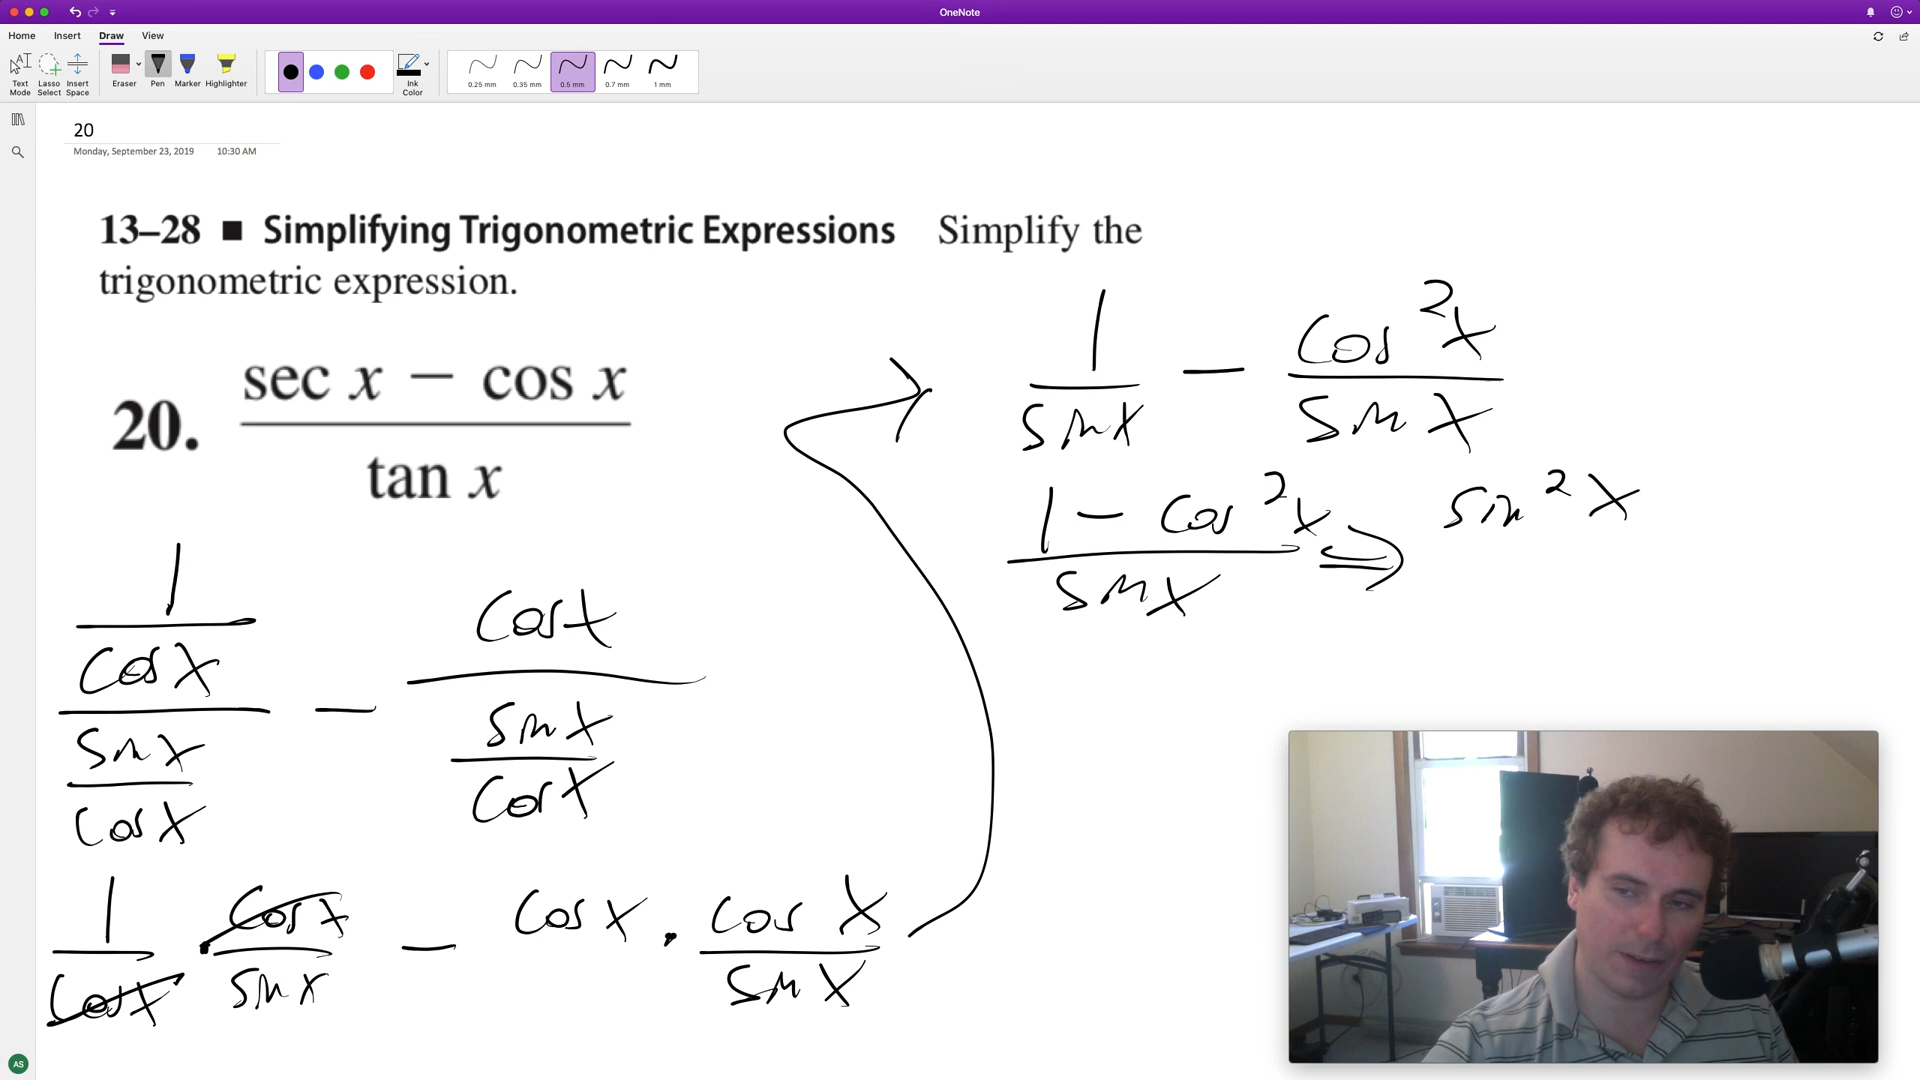 OneNote
Home Insert Draw View
Text Mode
Lasso Select
Insert Space
Eraser
Pen
Marker
Highlighter
Ink Color
0.25 mm
0.35 mm
0.5 mm
0.7 mm
1 mm
20
Monday, September 23, 2019 10:30 AM
13–28 ■ Simplifying Trigonometric Expressions Simplify the
trigonometric expression.
20.
sec x − cos x
tan x
1
cos x
sin x
cos x
−
cos x
sin x
cos x
1
cos x
·
cos x
sin x
−
cos x ·
cos x
sin x
1
sin x
−
cos²x
sin x
1 − cos²x
sin x
⇒
sin²x
AS